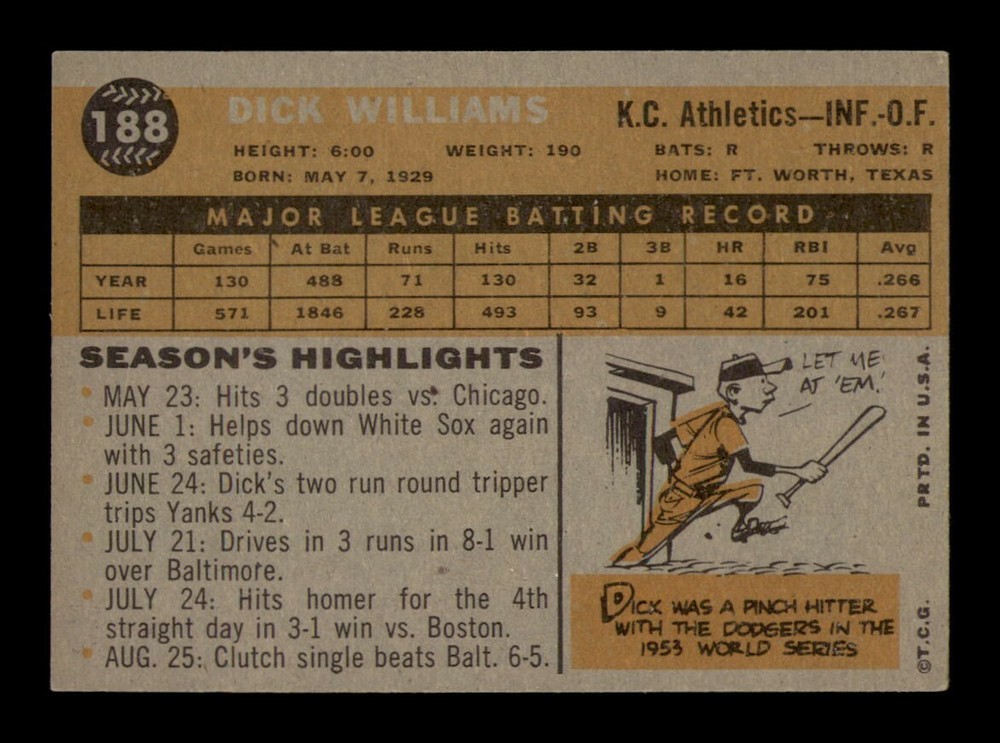 188
DICK WILLIAMS
K.C. Athletics—INF.-O.F.
HEIGHT: 6:00 WEIGHT: 190 BATS: R THROWS: R
BORN: MAY 7, 1929 HOME: FT. WORTH, TEXAS
MAJOR LEAGUE BATTING RECORD
Games At Bat Runs Hits 2B 3B HR RBI Avg
YEAR 130 488 71 130 32 1 16 75 .266
LIFE 571 1846 228 493 93 9 42 201 .267
SEASON'S HIGHLIGHTS
• MAY 23: Hits 3 doubles vs. Chicago.
• JUNE 1: Helps down White Sox again
with 3 safeties.
• JUNE 24: Dick's two run round tripper
trips Yanks 4-2.
• JULY 21: Drives in 3 runs in 8-1 win
over Baltimore.
• JULY 24: Hits homer for the 4th
straight day in 3-1 win vs. Boston.
• AUG. 25: Clutch single beats Balt. 6-5.
LET ME
AT 'EM!
DICK WAS A PINCH HITTER
WITH THE DODGERS IN THE
1953 WORLD SERIES
©T.C.G. PRTD. IN U.S.A.